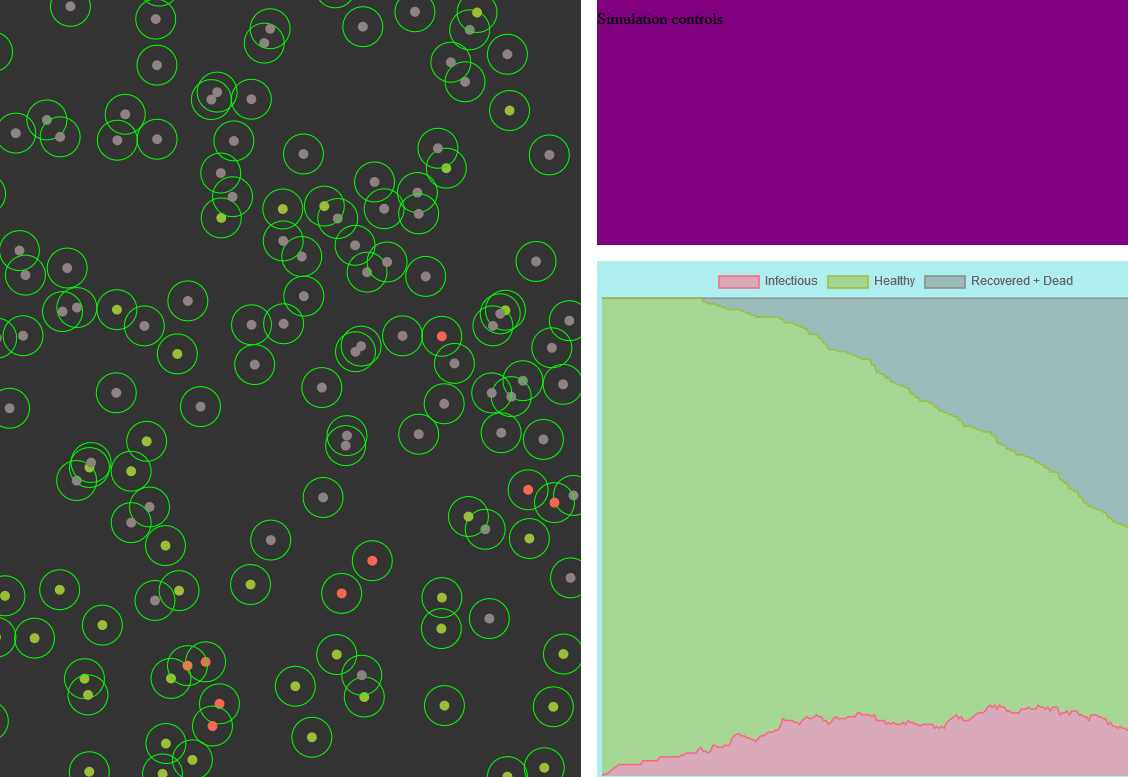 Simulation controls
Infectious
Healthy
Recovered + Dead